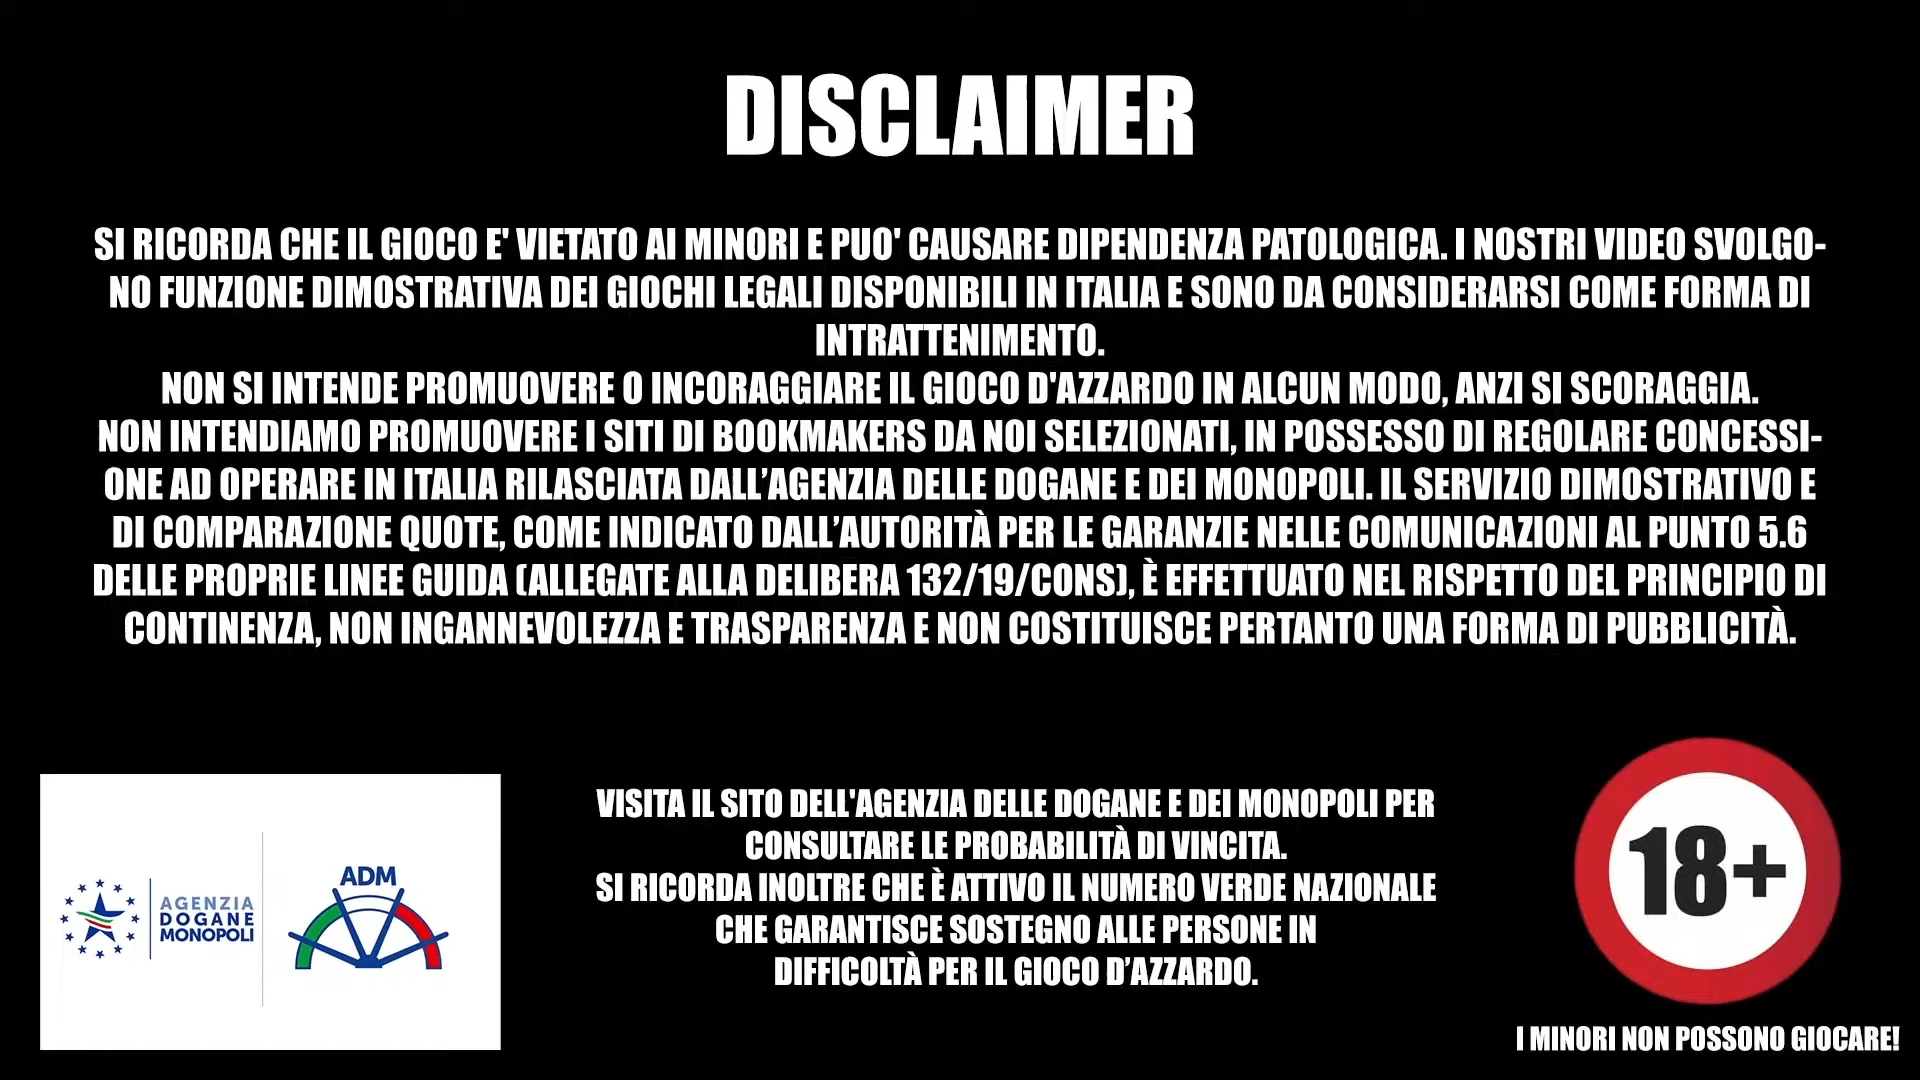 DISCLAIMER
SI RICORDA CHE IL GIOCO E' VIETATO AI MINORI E PUO' CAUSARE DIPENDENZA PATOLOGICA. I NOSTRI VIDEO SVOLGO-
NO FUNZIONE DIMOSTRATIVA DEI GIOCHI LEGALI DISPONIBILI IN ITALIA E SONO DA CONSIDERARSI COME FORMA DI
INTRATTENIMENTO.
NON SI INTENDE PROMUOVERE O INCORAGGIARE IL GIOCO D'AZZARDO IN ALCUN MODO, ANZI SI SCORAGGIA.
NON INTENDIAMO PROMUOVERE I SITI DI BOOKMAKERS DA NOI SELEZIONATI, IN POSSESSO DI REGOLARE CONCESSI-
ONE AD OPERARE IN ITALIA RILASCIATA DALL’AGENZIA DELLE DOGANE E DEI MONOPOLI. IL SERVIZIO DIMOSTRATIVO E
DI COMPARAZIONE QUOTE, COME INDICATO DALL’AUTORITÀ PER LE GARANZIE NELLE COMUNICAZIONI AL PUNTO 5.6
DELLE PROPRIE LINEE GUIDA (ALLEGATE ALLA DELIBERA 132/19/CONS), È EFFETTUATO NEL RISPETTO DEL PRINCIPIO DI
CONTINENZA, NON INGANNEVOLEZZA E TRASPARENZA E NON COSTITUISCE PERTANTO UNA FORMA DI PUBBLICITÀ.
AGENZIA
DOGANE
MONOPOLI
ADM
VISITA IL SITO DELL'AGENZIA DELLE DOGANE E DEI MONOPOLI PER
CONSULTARE LE PROBABILITÀ DI VINCITA.
SI RICORDA INOLTRE CHE È ATTIVO IL NUMERO VERDE NAZIONALE
CHE GARANTISCE SOSTEGNO ALLE PERSONE IN
DIFFICOLTÀ PER IL GIOCO D’AZZARDO.
18+
I MINORI NON POSSONO GIOCARE!